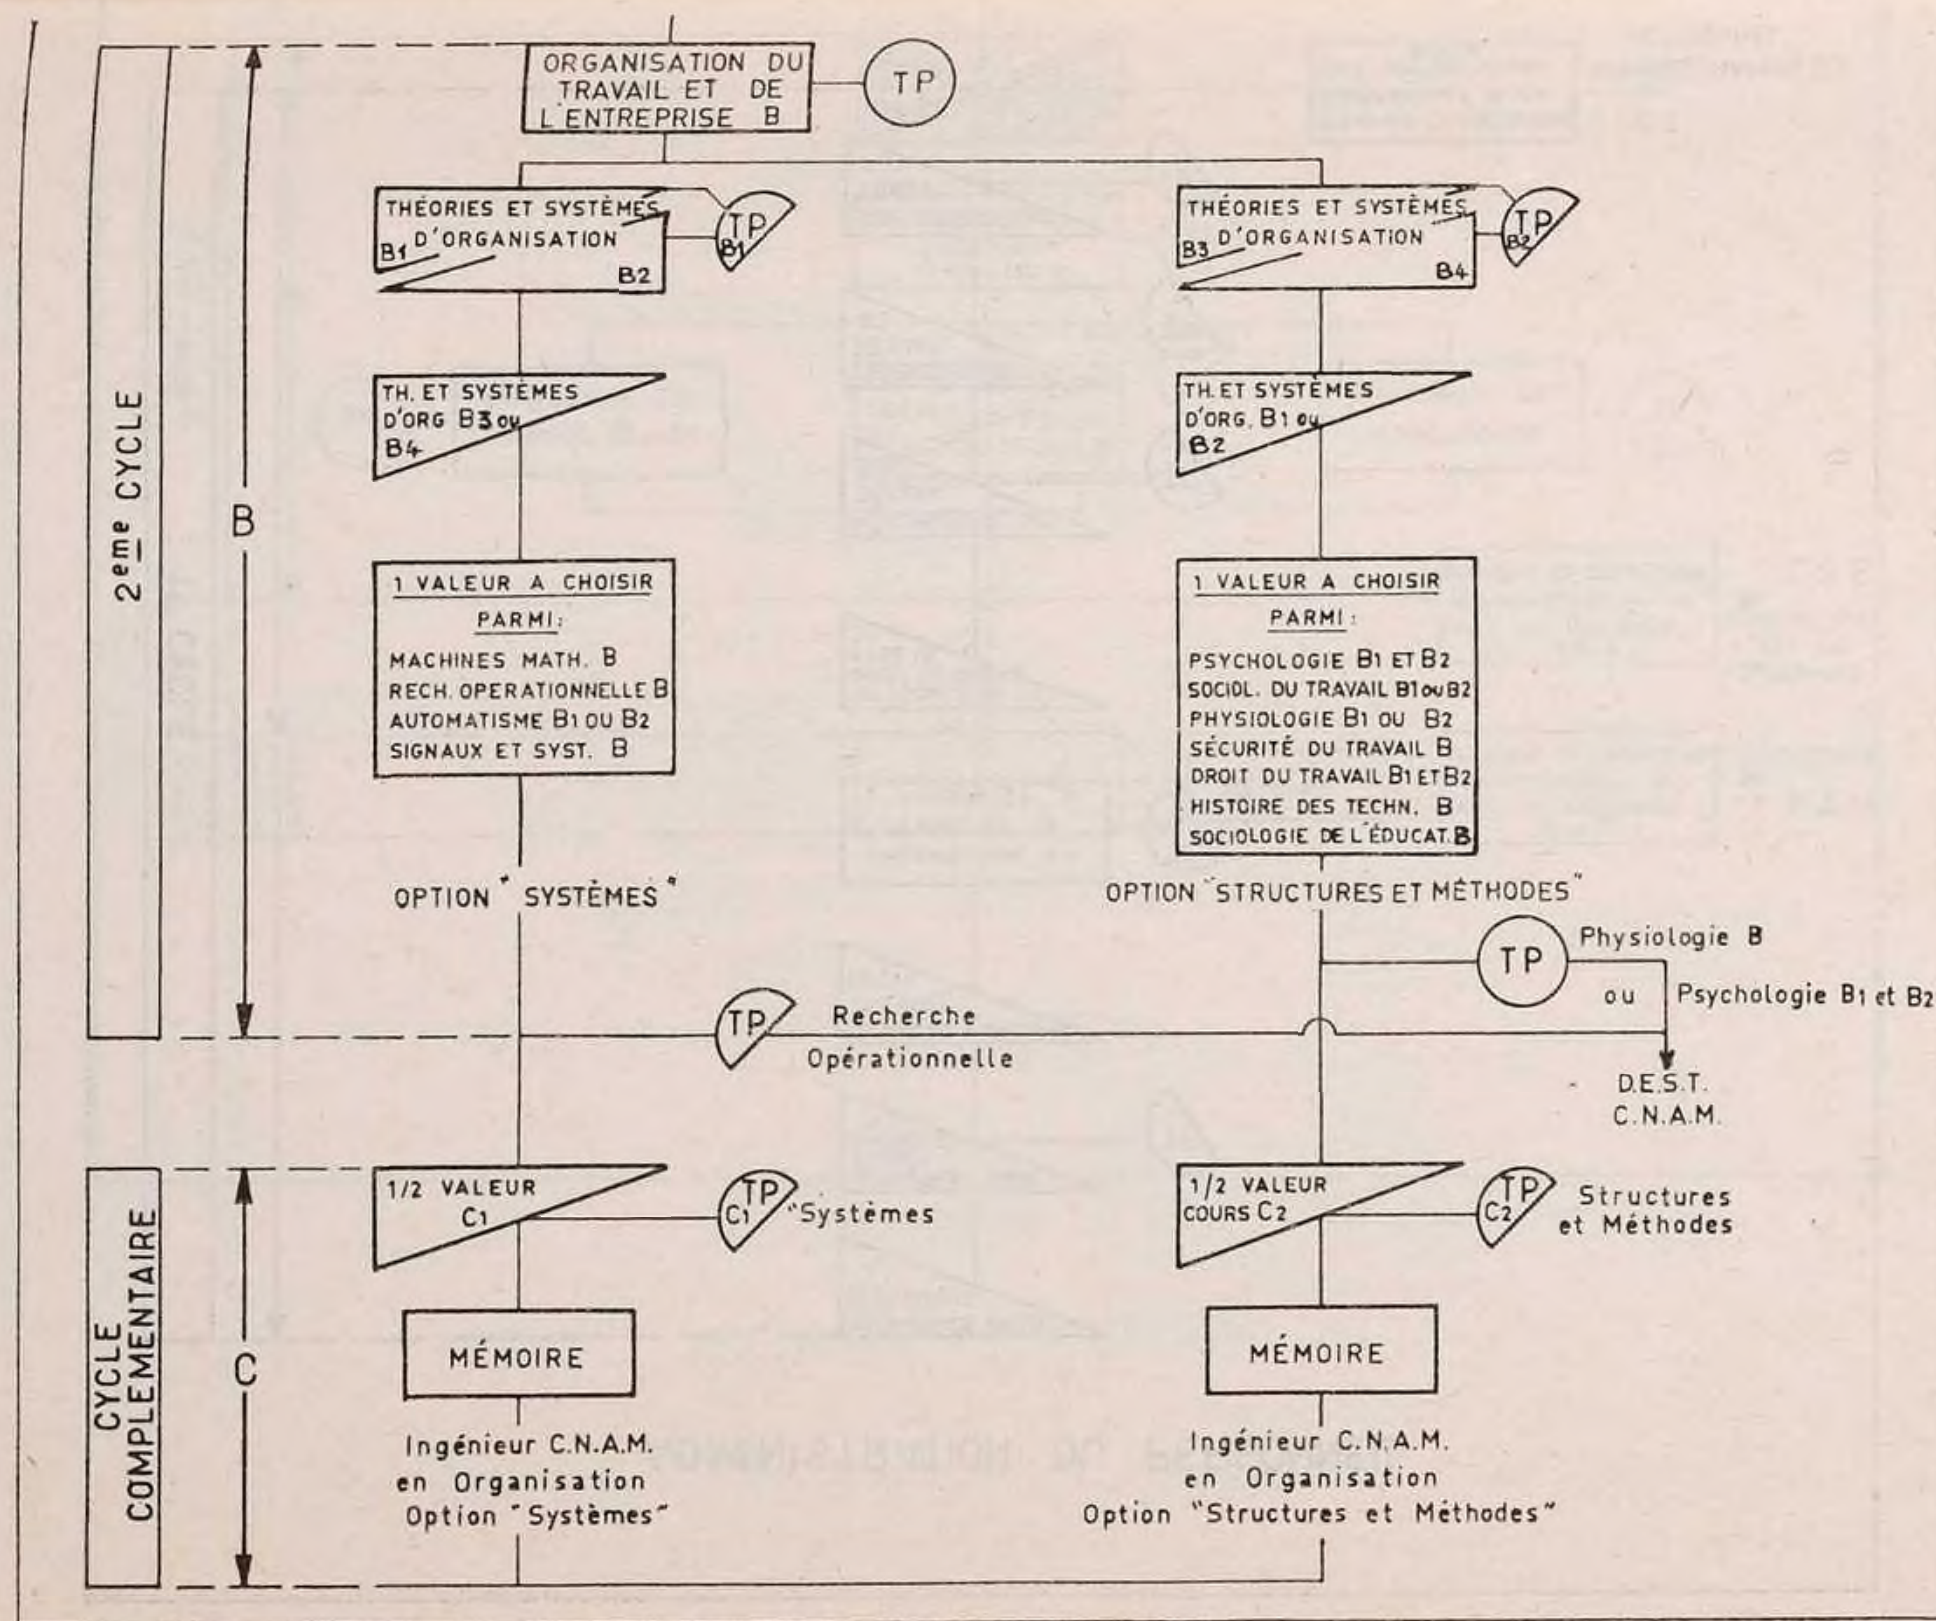 ORGANISATION DU
TRAVAIL ET DE
L'ENTREPRISE B
TP
THÉORIES ET SYSTÈMES
D'ORGANISATION
B1
B2
TP
B1
THÉORIES ET SYSTÈMES
D'ORGANISATION
B3
B4
TP
B2
2eme CYCLE
B
TH. ET SYSTÈMES
D'ORG B3 ou
B4
TH. ET SYSTÈMES
D'ORG. B1 ou
B2
1 VALEUR A CHOISIR
PARMI:
MACHINES MATH. B
RECH. OPERATIONNELLE B
AUTOMATISME B1 OU B2
SIGNAUX ET SYST. B
1 VALEUR A CHOISIR
PARMI:
PSYCHOLOGIE B1 ET B2
SOCIOL. DU TRAVAIL B1 ou B2
PHYSIOLOGIE B1 OU B2
SÉCURITÉ DU TRAVAIL B
DROIT DU TRAVAIL B1 ET B2
HISTOIRE DES TECHN. B
SOCIOLOGIE DE L'ÉDUCAT. B
OPTION "SYSTÈMES"
OPTION "STRUCTURES ET MÉTHODES"
TP
Physiologie B
ou
Psychologie B1 et B2
TP
Recherche
Opérationnelle
D.E.S.T.
C.N.A.M.
CYCLE
COMPLEMENTAIRE
C
1/2 VALEUR
C1
TP
C1
"Systèmes
1/2 VALEUR
COURS C2
TP
C2
Structures
et Méthodes
MÉMOIRE
MÉMOIRE
Ingénieur C.N.A.M.
en Organisation
Option "Systèmes"
Ingénieur C.N.A.M.
en Organisation
Option "Structures et Méthodes"